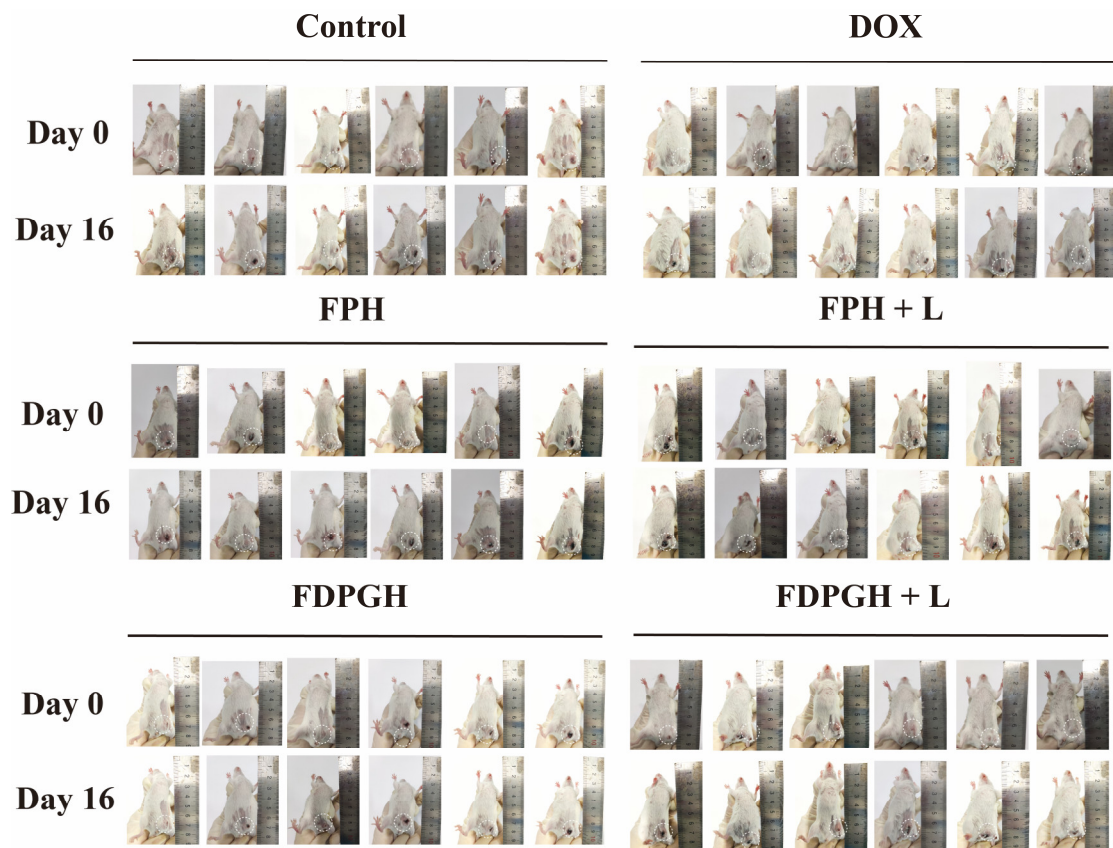 Control
DOX
Day 0
Day 16
FPH
FPH + L
Day 0
Day 16
FDPGH
FDPGH + L
Day 0
Day 16